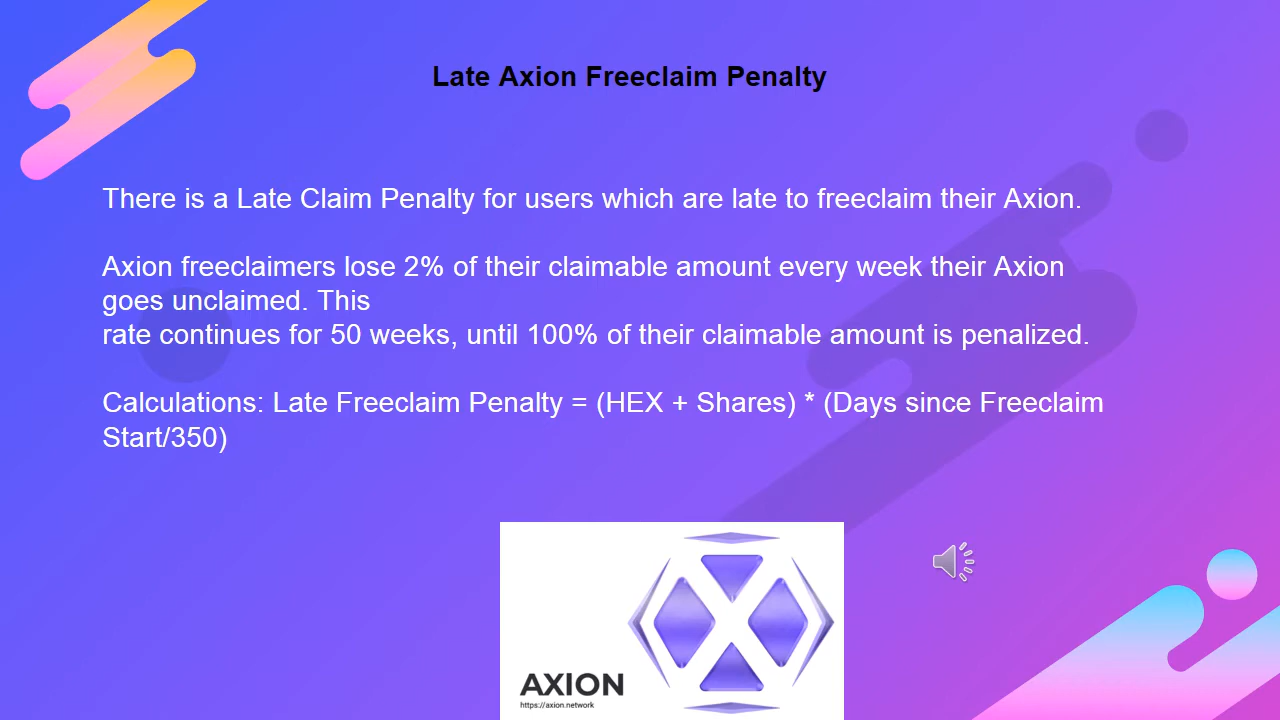 Late Axion Freeclaim Penalty
There is a Late Claim Penalty for users which are late to freeclaim their Axion.
Axion freeclaimers lose 2% of their claimable amount every week their Axion
goes unclaimed. This
rate continues for 50 weeks, until 100% of their claimable amount is penalized.
Calculations: Late Freeclaim Penalty = (HEX + Shares) * (Days since Freeclaim
Start/350)
AXION
https://axion.network